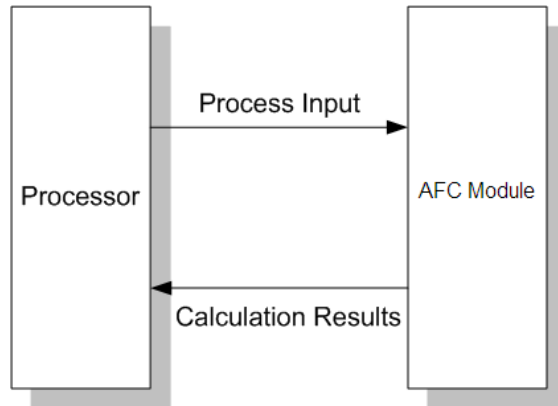 Process Input
Processor
AFC Module
Calculation Results